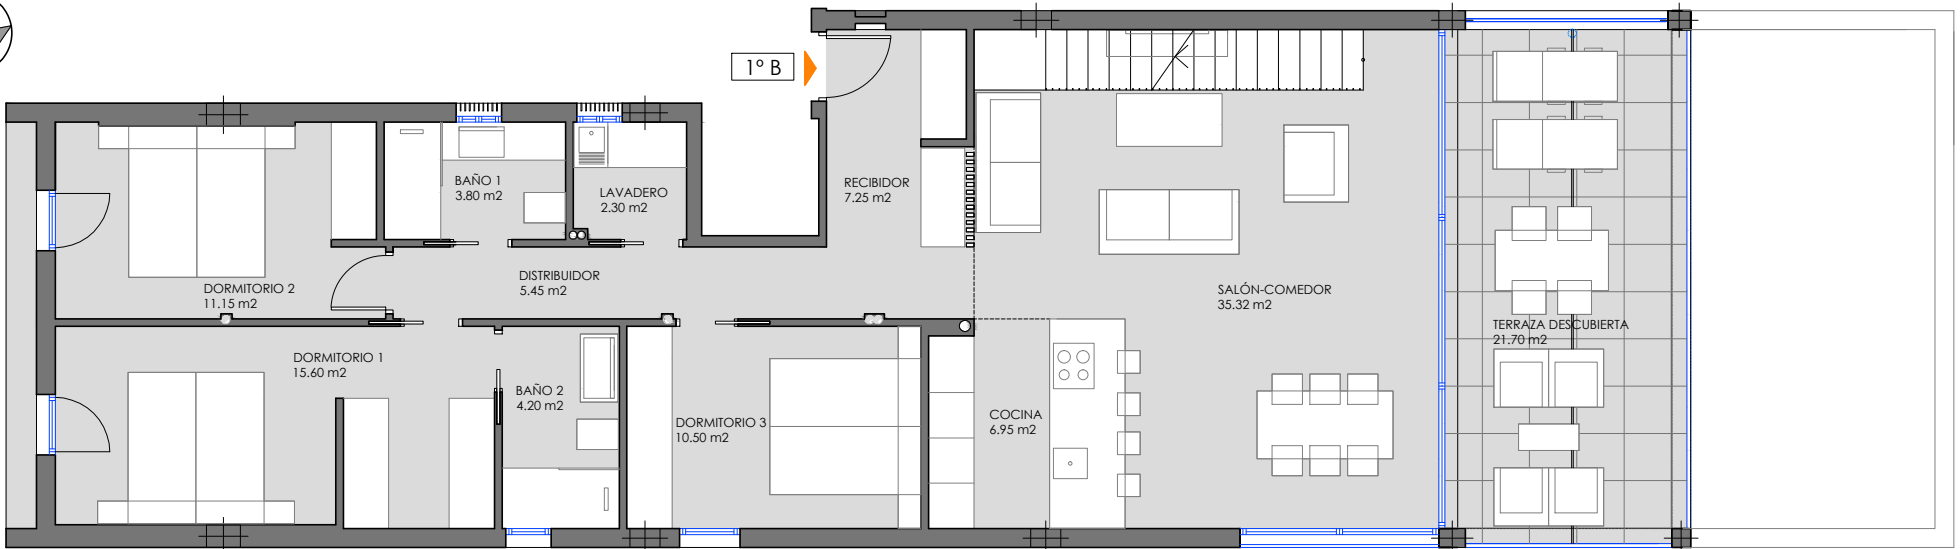 1º B
BAÑO 1
3.80 m2
LAVADERO
2.30 m2
RECIBIDOR
7.25 m2
DORMITORIO 2
11.15 m2
DISTRIBUIDOR
5.45 m2
SALÓN-COMEDOR
35.32 m2
TERRAZA DESCUBIERTA
21.70 m2
DORMITORIO 1
15.60 m2
BAÑO 2
4.20 m2
DORMITORIO 3
10.50 m2
COCINA
6.95 m2